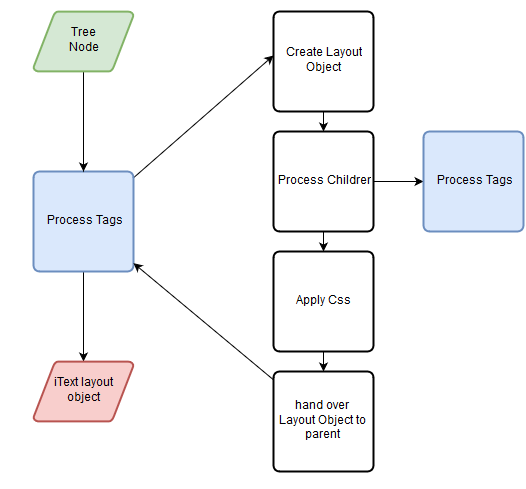 Tree
Node
Create Layout
Object
Process Children
Process Tags
Process Tags
Apply Css
iText layout
object
hand over
Layout Object to
parent